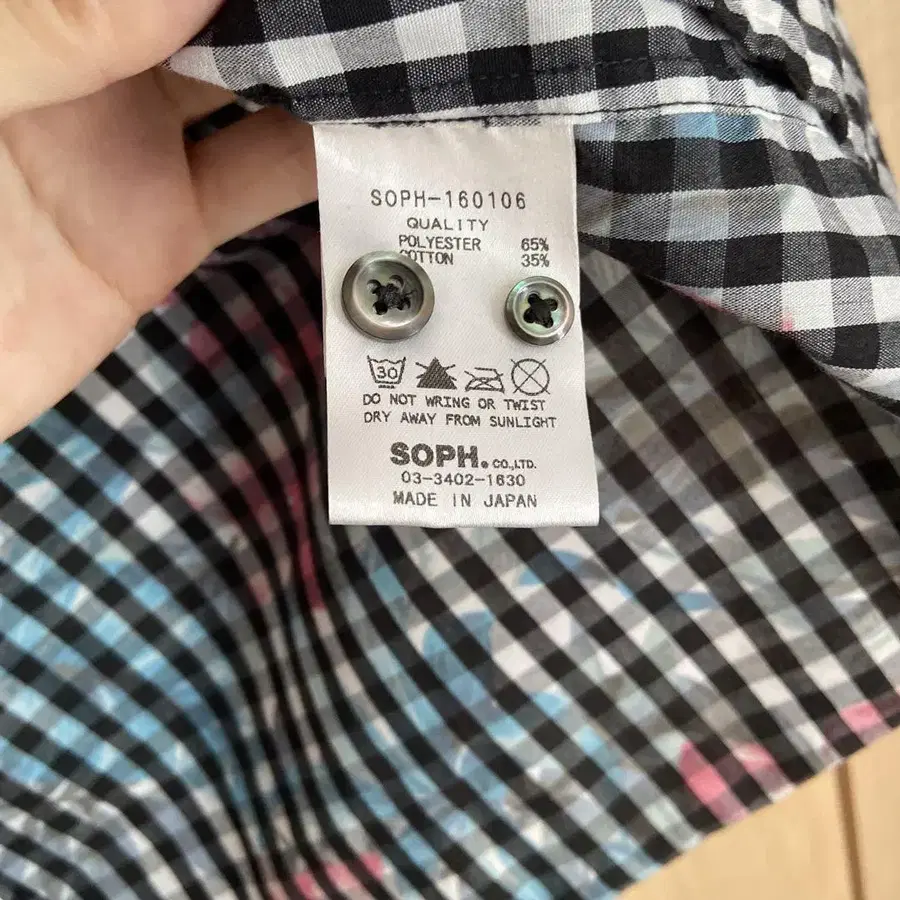 SOPH-160106
QUALITY
POLYESTER 65%
COTTON 35%
30
DO NOT WRING OR TWIST
DRY AWAY FROM SUNLIGHT
SOPH. CO.,LTD.
03-3402-1630
MADE IN JAPAN